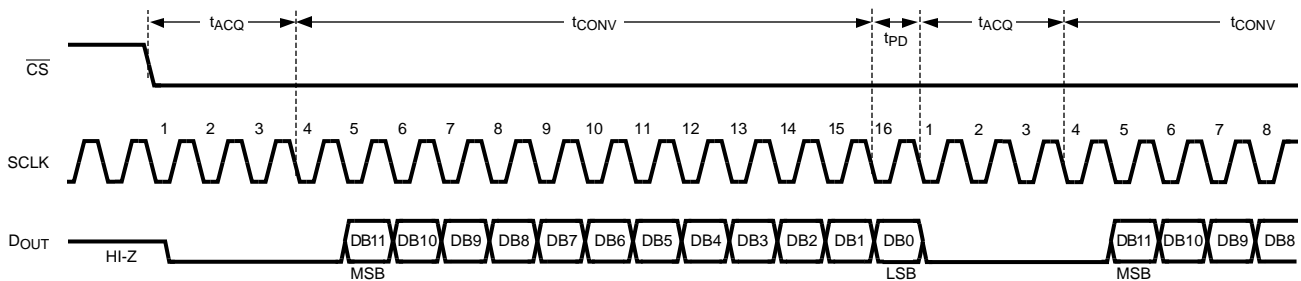 tACQ tCONV tPD tACQ tCONV
CS
1 2 3 4 5 6 7 8 9 10 11 12 13 14 15 16 1 2 3 4 5 6 7 8
SCLK
DOUT HI-Z DB11 DB10 DB9 DB8 DB7 DB6 DB5 DB4 DB3 DB2 DB1 DB0 DB11 DB10 DB9 DB8
MSB LSB MSB